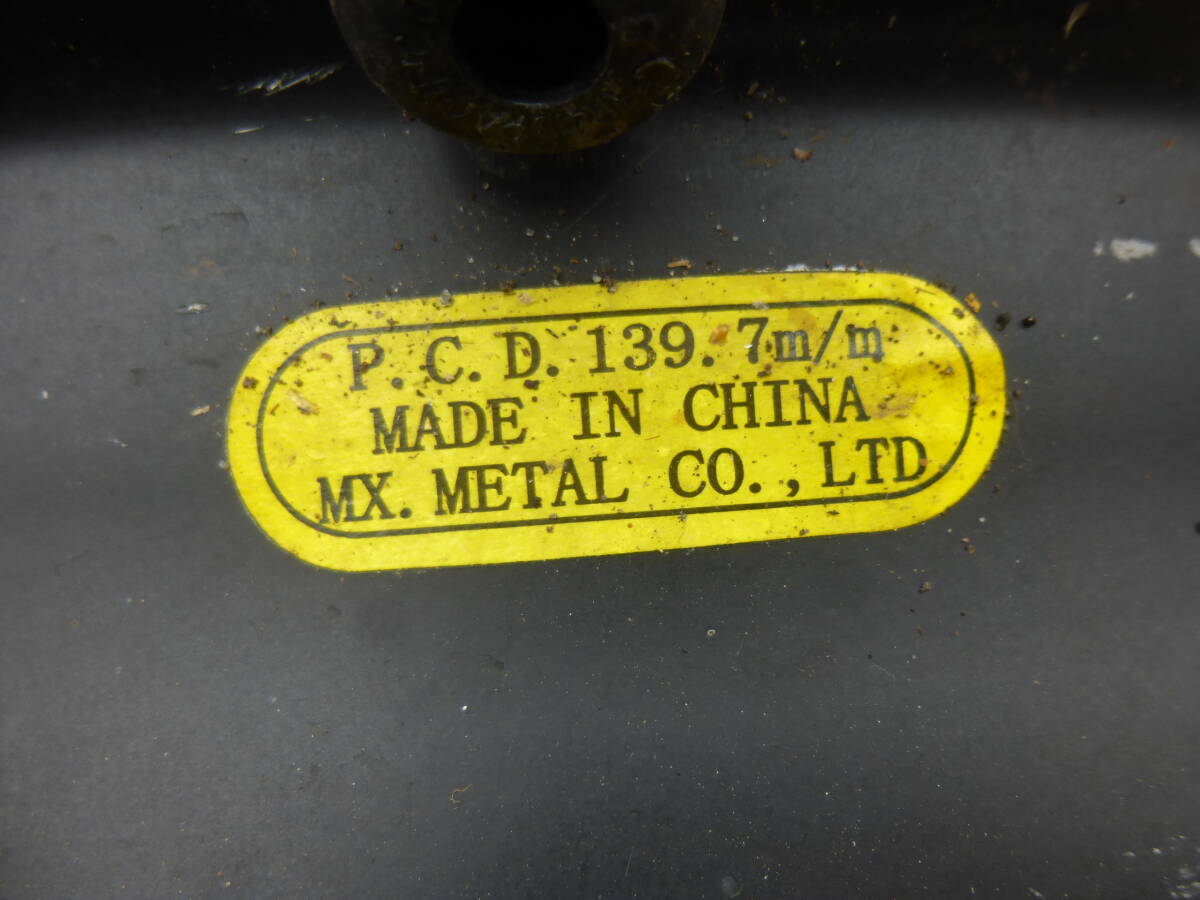 P.C.D.139.7m/m
MADE IN CHINA
MX.METAL CO.,LTD